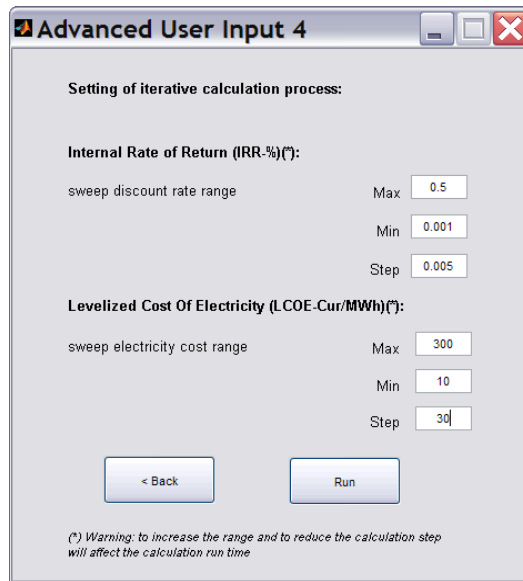 Advanced User Input 4
Setting of iterative calculation process:
Internal Rate of Return (IRR-%)(*):
sweep discount rate range Max 0.5
Min 0.001
Step 0.005
Levelized Cost Of Electricity (LCOE-Cur/MWh)(*):
sweep electricity cost range Max 300
Min 10
Step 30
< Back Run
(*) Warning: to increase the range and to reduce the calculation step
will affect the calculation run time